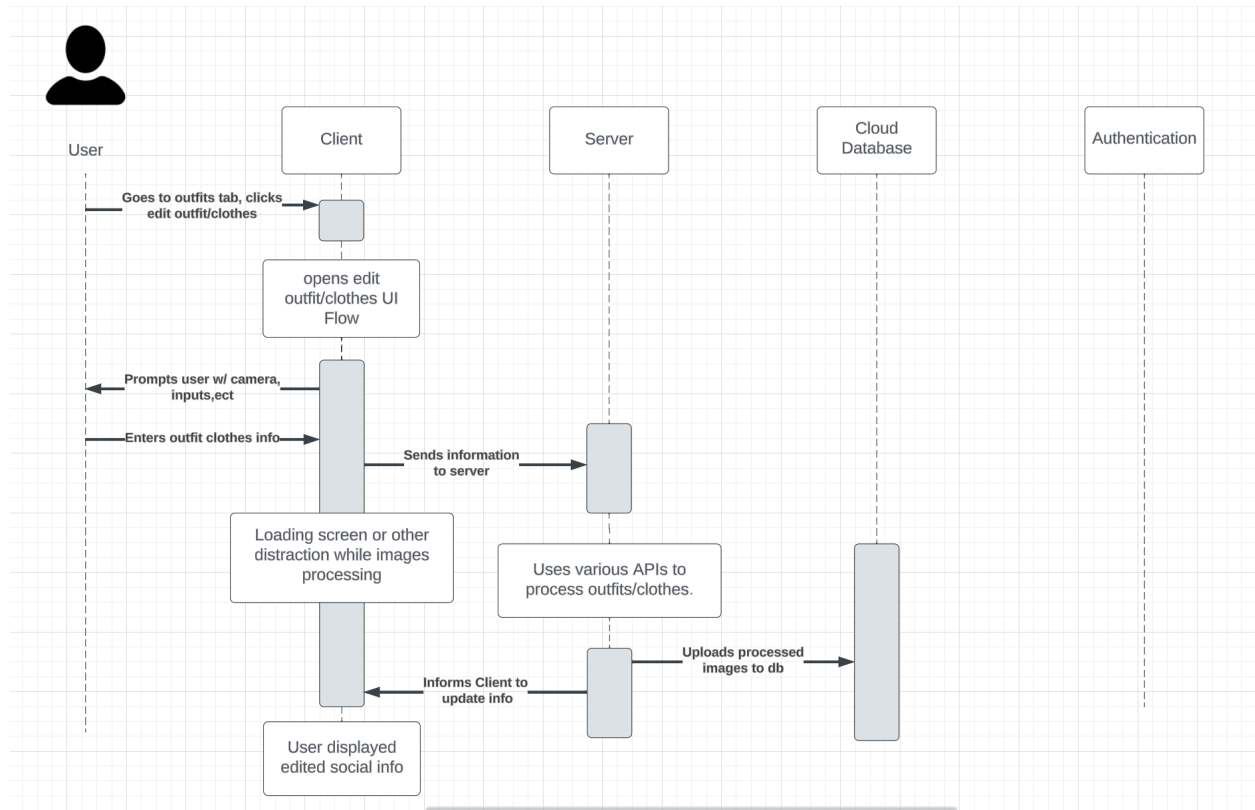 User
Client
Server
Cloud
Database
Authentication
Goes to outfits tab, clicks
edit outfit/clothes
opens edit
outfit/clothes UI
Flow
Prompts user w/ camera,
inputs,ect
Enters outfit clothes info
Sends information
to server
Loading screen or other
distraction while images
processing
Uses various APIs to
process outfits/clothes.
Uploads processed
images to db
Informs Client to
update info
User displayed
edited social info